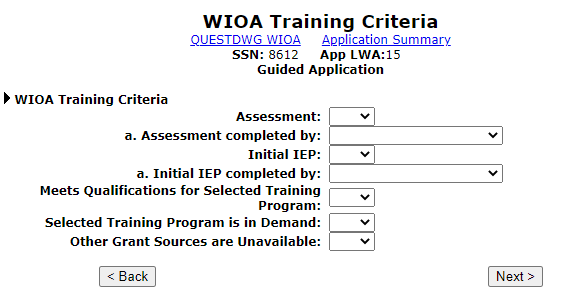 WIOA Training Criteria
QUESTDWG WIOA Application Summary
SSN: 8612 App LWA:15
Guided Application
WIOA Training Criteria
Assessment:
a. Assessment completed by:
Initial IEP:
a. Initial IEP completed by:
Meets Qualifications for Selected Training
Program:
Selected Training Program is in Demand:
Other Grant Sources are Unavailable:
< Back Next >